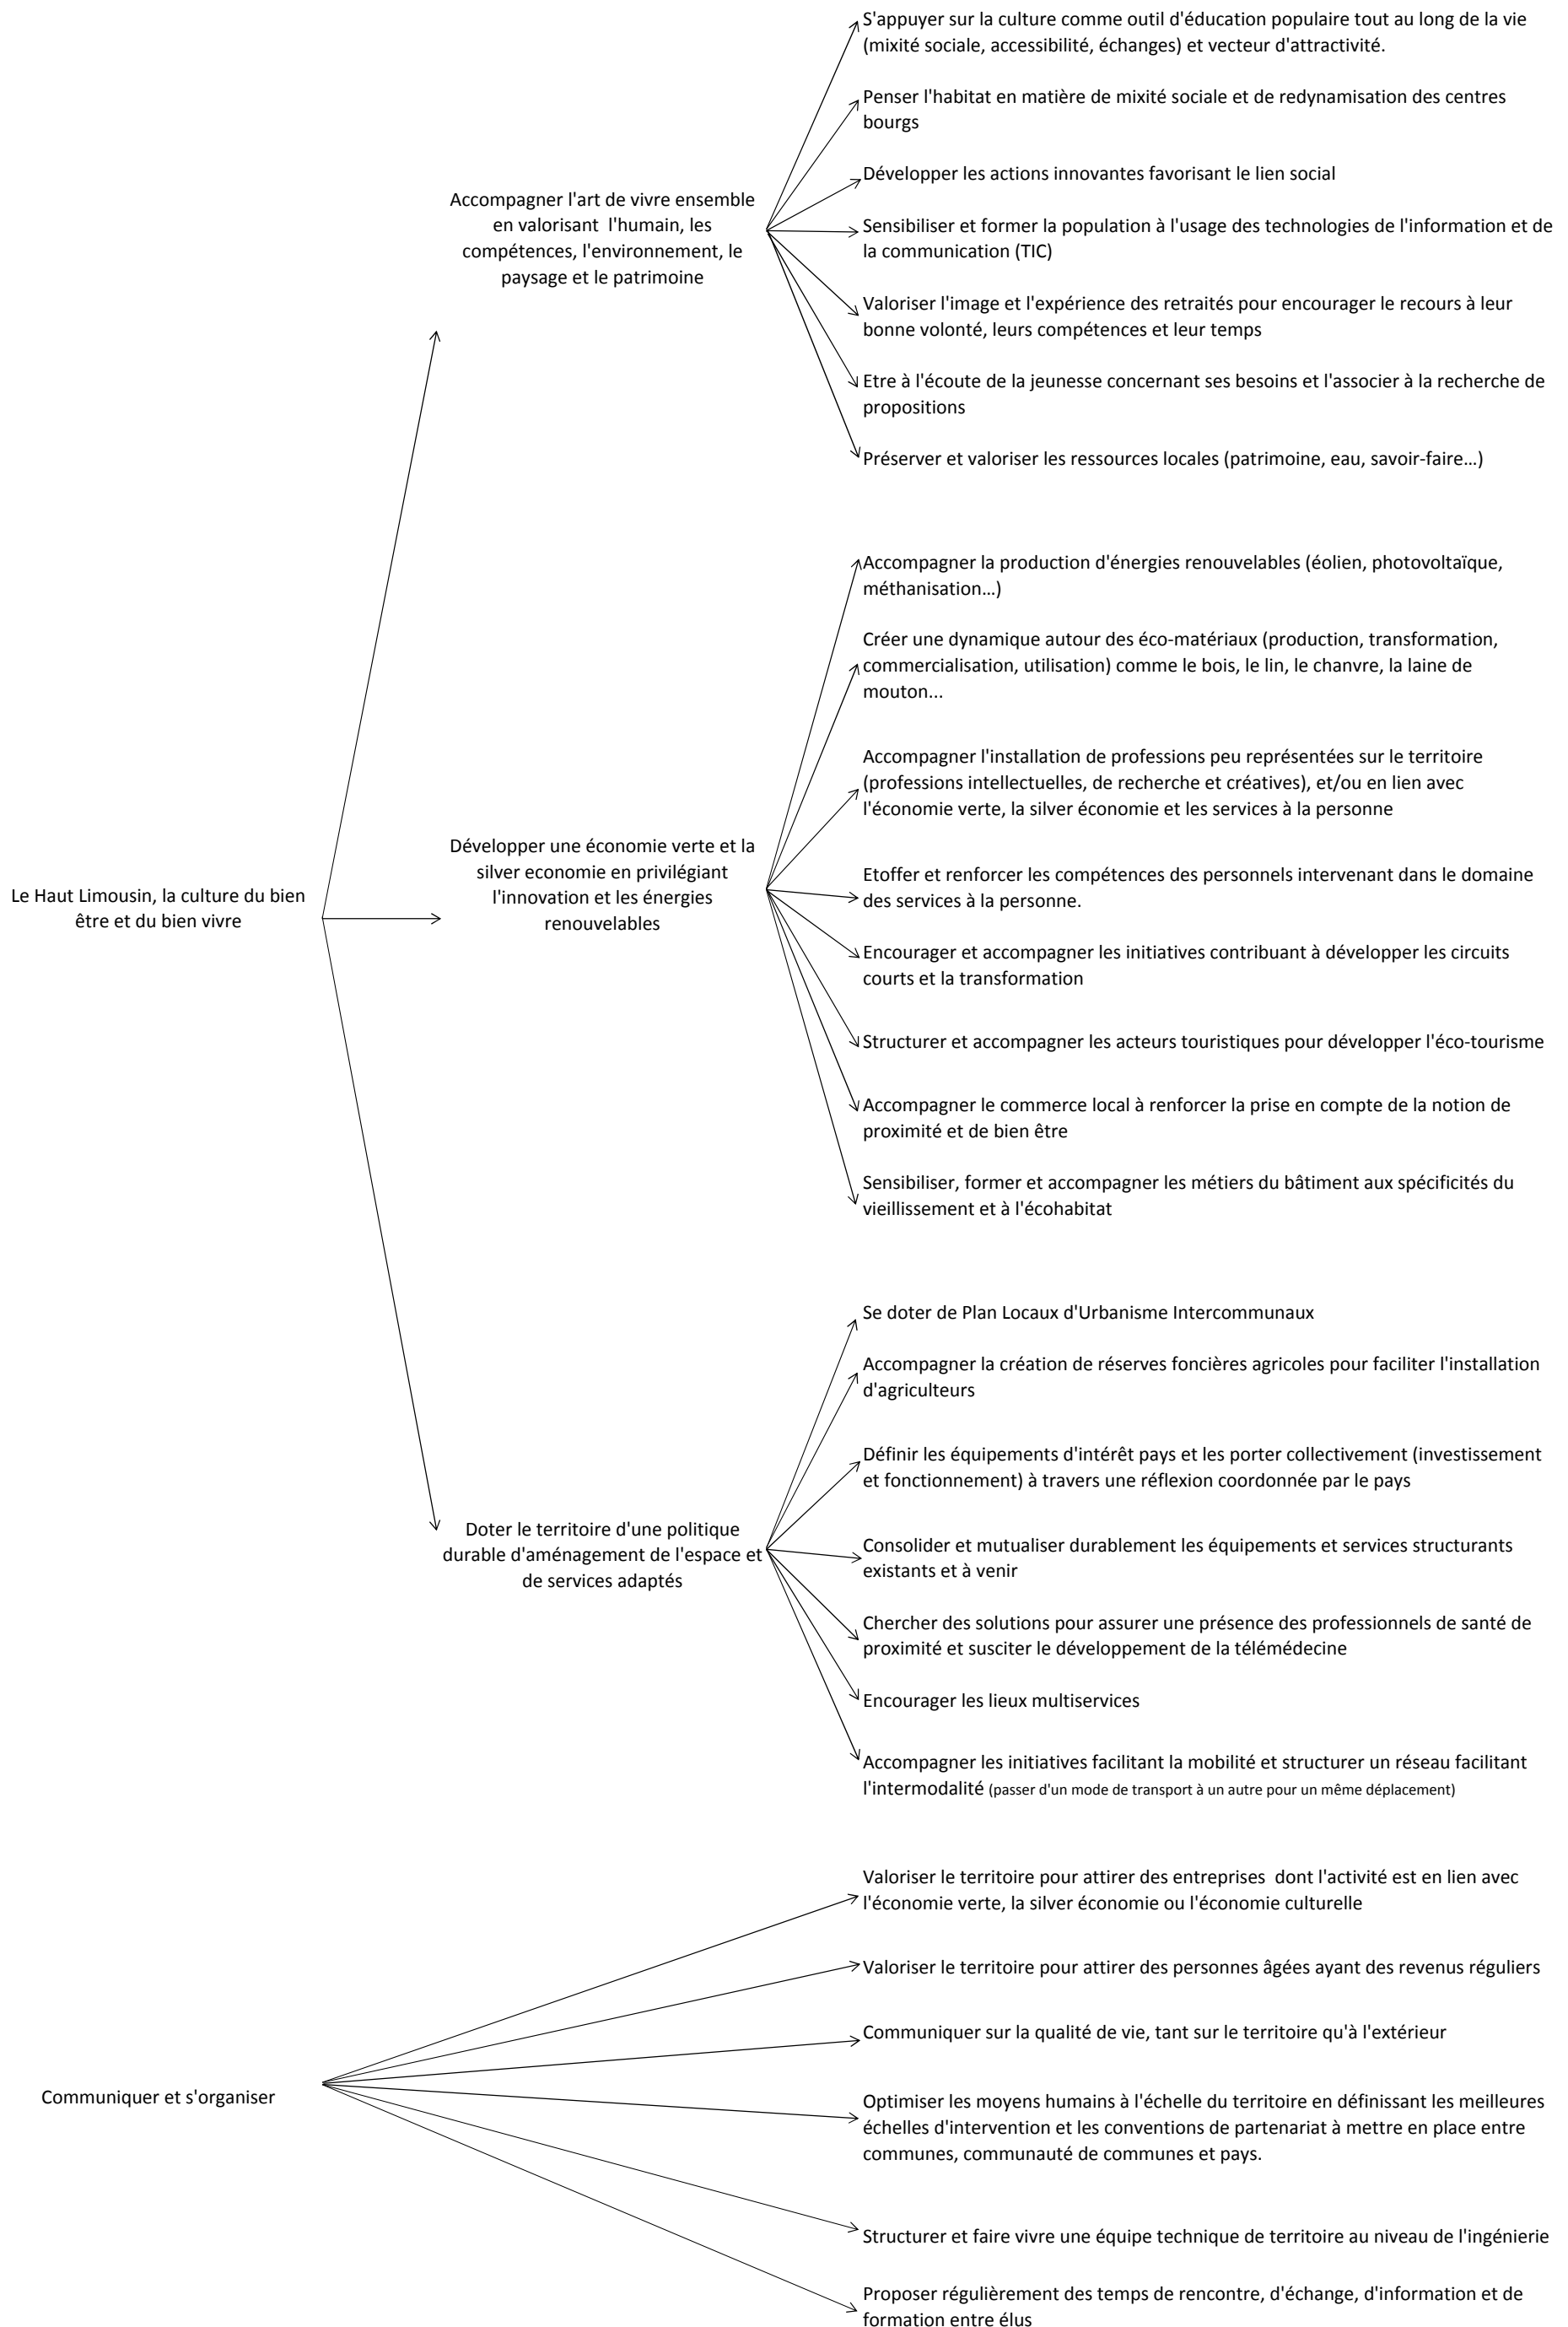 S'appuyer sur la culture comme outil d'éducation populaire tout au long de la vie
(mixité sociale, accessibilité, échanges) et vecteur d'attractivité.
Penser l'habitat en matière de mixité sociale et de redynamisation des centres
bourgs
Développer les actions innovantes favorisant le lien social
Accompagner l'art de vivre ensemble
en valorisant  l'humain, les
compétences, l'environnement, le
paysage et le patrimoine
Sensibiliser et former la population à l'usage des technologies de l'information et de
la communication (TIC)
Valoriser l'image et l'expérience des retraités pour encourager le recours à leur
bonne volonté, leurs compétences et leur temps
Etre à l'écoute de la jeunesse concernant ses besoins et l'associer à la recherche de
propositions
Préserver et valoriser les ressources locales (patrimoine, eau, savoir-faire…)
Accompagner la production d'énergies renouvelables (éolien, photovoltaïque,
méthanisation…)
Créer une dynamique autour des éco-matériaux (production, transformation,
commercialisation, utilisation) comme le bois, le lin, le chanvre, la laine de
mouton...
Accompagner l'installation de professions peu représentées sur le territoire
(professions intellectuelles, de recherche et créatives), et/ou en lien avec
l'économie verte, la silver économie et les services à la personne
Le Haut Limousin, la culture du bien
être et du bien vivre
Développer une économie verte et la
silver economie en privilégiant
l'innovation et les énergies
renouvelables
Etoffer et renforcer les compétences des personnels intervenant dans le domaine
des services à la personne.
Encourager et accompagner les initiatives contribuant à développer les circuits
courts et la transformation
Structurer et accompagner les acteurs touristiques pour développer l'éco-tourisme
Accompagner le commerce local à renforcer la prise en compte de la notion de
proximité et de bien être
Sensibiliser, former et accompagner les métiers du bâtiment aux spécificités du
vieillissement et à l'écohabitat
Se doter de Plan Locaux d'Urbanisme Intercommunaux
Accompagner la création de réserves foncières agricoles pour faciliter l'installation
d'agriculteurs
Définir les équipements d'intérêt pays et les porter collectivement (investissement
et fonctionnement) à travers une réflexion coordonnée par le pays
Doter le territoire d'une politique
durable d'aménagement de l'espace et
de services adaptés
Consolider et mutualiser durablement les équipements et services structurants
existants et à venir
Chercher des solutions pour assurer une présence des professionnels de santé de
proximité et susciter le développement de la télémédecine
Encourager les lieux multiservices
Accompagner les initiatives facilitant la mobilité et structurer un réseau facilitant
l'intermodalité (passer d'un mode de transport à un autre pour un même déplacement)
Valoriser le territoire pour attirer des entreprises  dont l'activité est en lien avec
l'économie verte, la silver économie ou l'économie culturelle
Valoriser le territoire pour attirer des personnes âgées ayant des revenus réguliers
Communiquer sur la qualité de vie, tant sur le territoire qu'à l'extérieur
Communiquer et s'organiser
Optimiser les moyens humains à l'échelle du territoire en définissant les meilleures
échelles d'intervention et les conventions de partenariat à mettre en place entre
communes, communauté de communes et pays.
Structurer et faire vivre une équipe technique de territoire au niveau de l'ingénierie
Proposer régulièrement des temps de rencontre, d'échange, d'information et de
formation entre élus